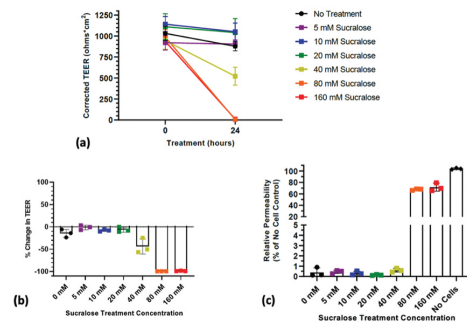 Corrected TEER (ohms*cm²)
1250
1000
750
500
250
0
0
24
Treatment (hours)
(a)
No Treatment
5 mM Sucralose
10 mM Sucralose
20 mM Sucralose
40 mM Sucralose
80 mM Sucralose
160 mM Sucralose
% Change in TEER
100
50
0
-50
-100
0 mM
5 mM
10 mM
20 mM
40 mM
80 mM
160 mM
Sucralose Treatment Concentration
(b)
Relative Permeability
(% of No Cell Control)
110
100
90
80
70
60
50
5
4
3
2
1
0
0 mM
5 mM
10 mM
20 mM
40 mM
80 mM
160 mM
No Cells
Sucralose Treatment Concentration
(c)